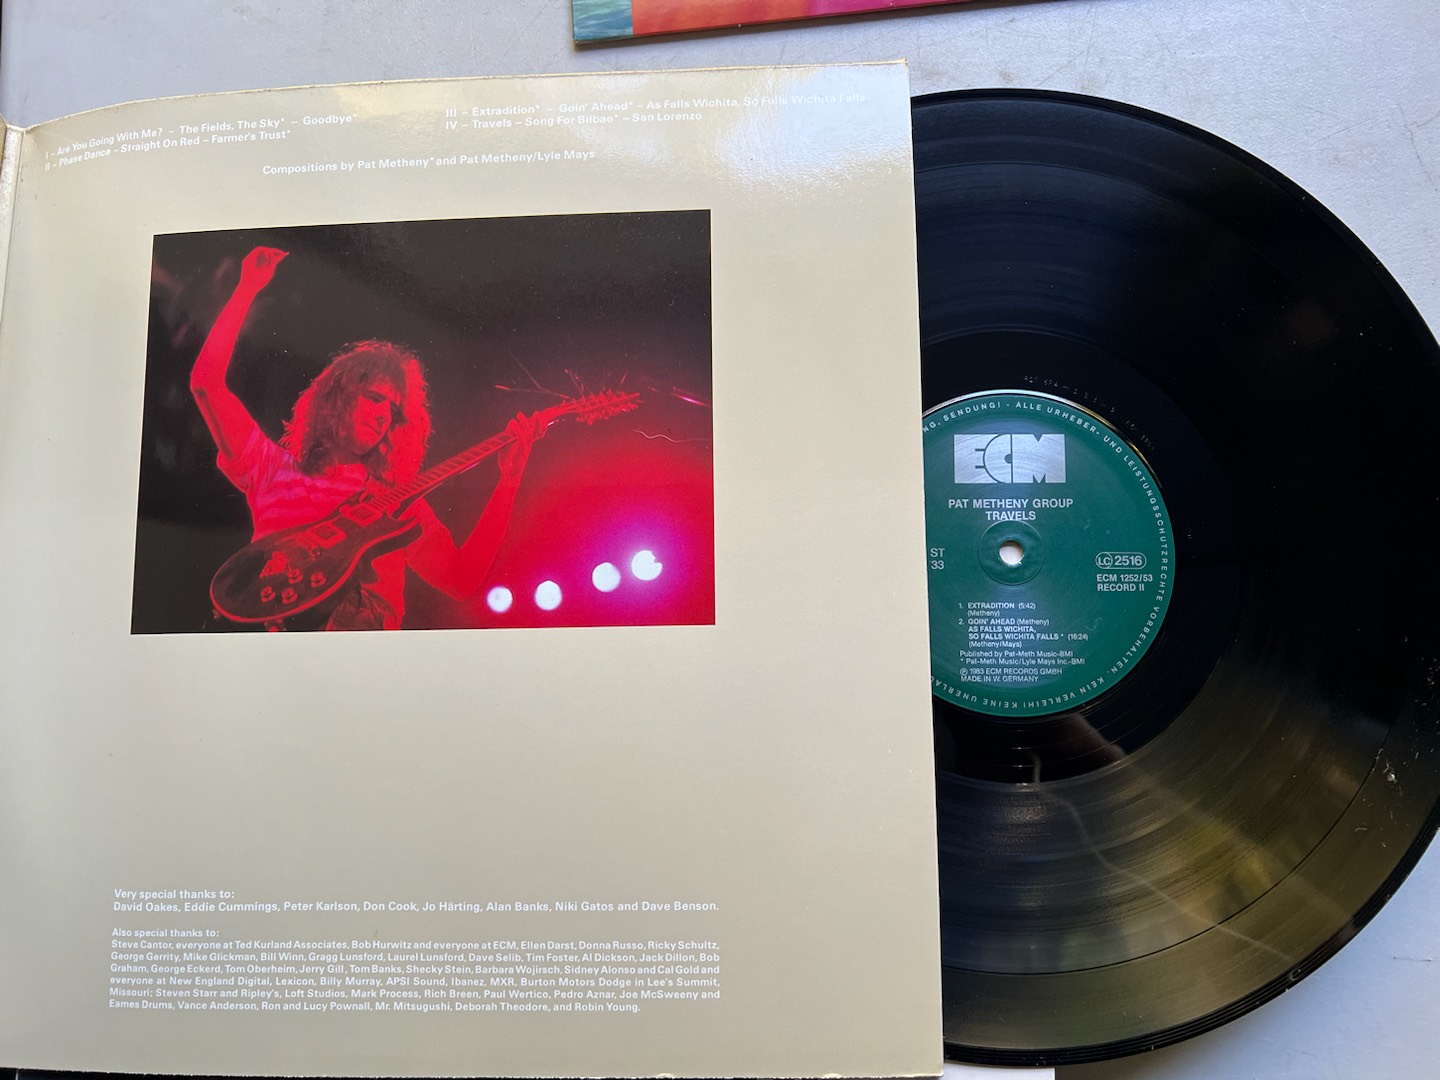 I – Are You Going With Me? – The Fields, The Sky* – Goodbye*
II – Phase Dance – Straight On Red – Farmer's Trust*
III – Extradition* – Goin' Ahead* – As Falls Wichita, So Falls Wichita Falls
IV – Travels – Song For Bilbao* – San Lorenzo
Compositions by Pat Metheny* and Pat Metheny/Lyle Mays
Very special thanks to:
David Oakes, Eddie Cummings, Peter Karlson, Don Cook, Jo Härting, Alan Banks, Niki Gatos and Dave Benson.
Also special thanks to:
Steve Cantor, everyone at Ted Kurland Associates, Bob Hurwitz and everyone at ECM, Ellen Darst, Donna Russo, Ricky Schultz,
George Gerrity, Mike Glickman, Bill Winn, Gragg Lunsford, Laurel Lunsford, Dave Selib, Tim Foster, Al Dickson, Jack Dillon, Bob
Graham, George Eckerd, Tom Oberheim, Jerry Gill, Tom Banks, Shecky Stein, Barbara Wojirsch, Sidney Alonso and Cal Gold and
everyone at New England Digital, Lexicon, Billy Murray, APSI Sound, Ibanez, MXR, Burton Motors Dodge in Lee's Summit,
Missouri; Steven Starr and Ripley's, Loft Studios, Mark Process, Rich Breen, Paul Wertico, Pedro Aznar, Joe McSweeny and
Eames Drums, Vance Anderson, Ron and Lucy Pownall, Mr. Mitsugushi, Deborah Theodore, and Robin Young.
SENDUNG! · ALLE URHEBER- UND LEISTUNGSSCHUTZRECHTE VORBEHALTEN · KEIN VERLEIH! KEINE
ECM
PAT METHENY GROUP
TRAVELS
ST
33
LC 2516
ECM 1252/53
RECORD II
1. EXTRADITION (5:42)
(Metheny)
2. GOIN' AHEAD (Metheny)
AS FALLS WICHITA,
SO FALLS WICHITA FALLS * (16:24)
(Metheny/Mays)
Published by Pat-Meth Music-BMI
* Pat-Meth Music/Lyle Mays Inc.-BMI
℗ 1983 ECM RECORDS GMBH
MADE IN W. GERMANY